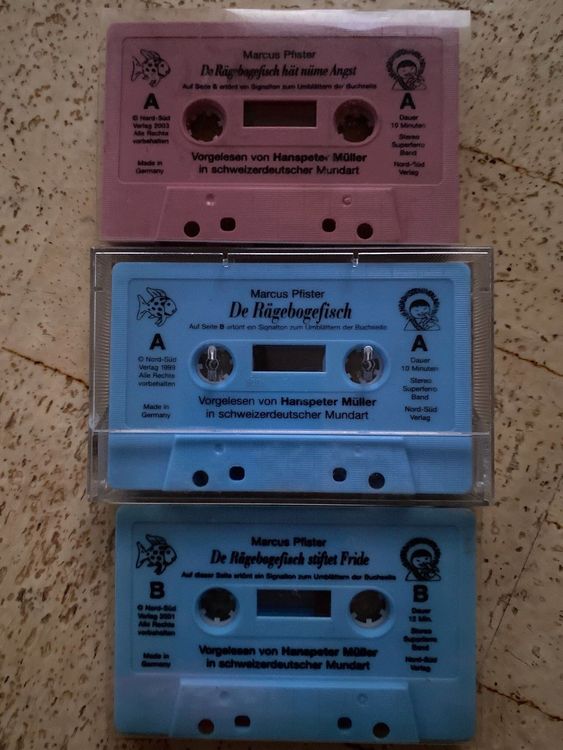 Marcus Pfister
De Rägebogefisch hät nüme Angst
Auf Seite B ertönt ein Signalton zum Umblättern der Buchseite
A
A
© Nord-Süd
Verlag 2003
Alle Rechte
vorbehalten
Made in
Germany
Dauer
10 Minuten
Stereo
Superferro
Band
Nord-Süd
Verlag
Vorgelesen von Hanspeter Müller
in schweizerdeutscher Mundart
Marcus Pfister
De Rägebogefisch
Auf Seite B ertönt ein Signalton zum Umblättern der Buchseite
A
A
© Nord-Süd
Verlag 1993
Alle Rechte
vorbehalten
Made in
Germany
Dauer
10 Minuten
Stereo
Superferro
Band
Nord-Süd
Verlag
Vorgelesen von Hanspeter Müller
in schweizerdeutscher Mundart
Marcus Pfister
De Rägebogefisch stiftet Fride
Auf dieser Seite ertönt ein Signalton zum Umblättern der Buchseite
B
B
© Nord-Süd
Verlag 2001
Alle Rechte
vorbehalten
Made in
Germany
Dauer
12 Min.
Stereo
Superferro
Band
Nord-Süd
Verlag
Vorgelesen von Hanspeter Müller
in schweizerdeutscher Mundart